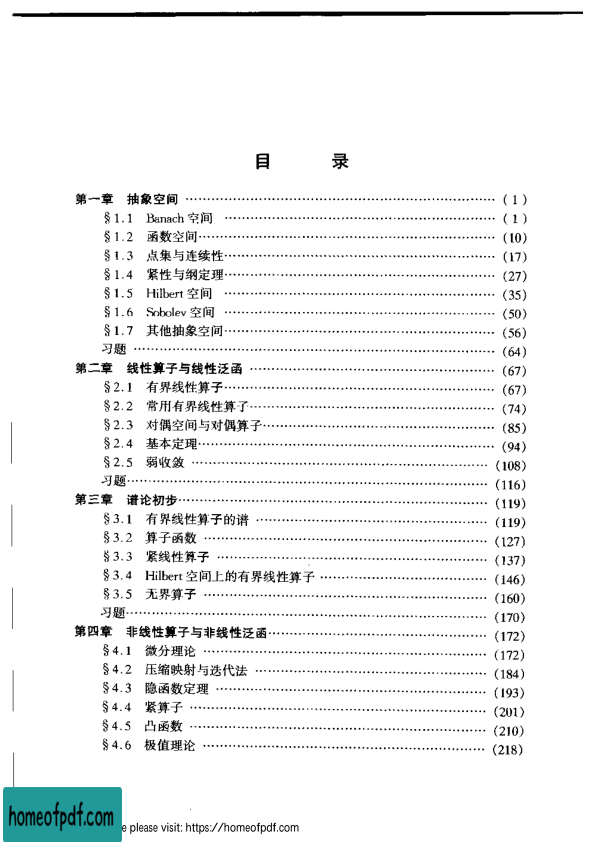 目 录
第一章 抽象空间 …… ( 1 )
§1.1 Banach 空间 …… ( 1 )
§1.2 函数空间 …… (10)
§1.3 点集与连续性 …… (17)
§1.4 紧性与纲定理 …… (27)
§1.5 Hilbert 空间 …… (35)
§1.6 Sobolev 空间 …… (50)
§1.7 其他抽象空间 …… (56)
习题 …… (64)
第二章 线性算子与线性泛函 …… (67)
§2.1 有界线性算子 …… (67)
§2.2 常用有界线性算子 …… (74)
§2.3 对偶空间与对偶算子 …… (85)
§2.4 基本定理 …… (94)
§2.5 弱收敛 …… (108)
习题 …… (116)
第三章 谱论初步 …… (119)
§3.1 有界线性算子的谱 …… (119)
§3.2 算子函数 …… (127)
§3.3 紧线性算子 …… (137)
§3.4 Hilbert 空间上的有界线性算子 …… (146)
§3.5 无界算子 …… (160)
习题 …… (170)
第四章 非线性算子与非线性泛函 …… (172)
§4.1 微分理论 …… (172)
§4.2 压缩映射与迭代法 …… (184)
§4.3 隐函数定理 …… (193)
§4.4 紧算子 …… (201)
§4.5 凸函数 …… (210)
§4.6 极值理论 …… (218)
homeofpdf.com
e please visit: https://homeofpdf.com